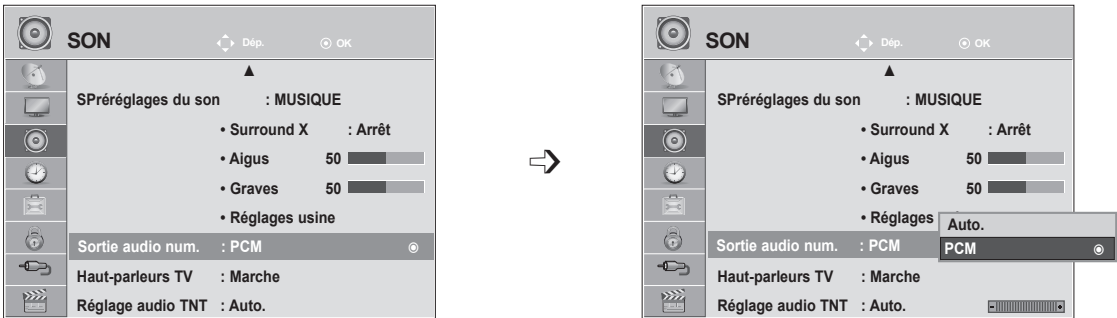 SON Dép. OK
SPréréglages du son : MUSIQUE
• Surround X : Arrêt
• Aigus 50
• Graves 50
• Réglages usine
Sortie audio num. : PCM
Haut-parleurs TV : Marche
Réglage audio TNT : Auto.
SON Dép. OK
SPréréglages du son : MUSIQUE
• Surround X : Arrêt
• Aigus 50
• Graves 50
• Réglages
Auto.
Sortie audio num. : PCM
PCM
Haut-parleurs TV : Marche
Réglage audio TNT : Auto.